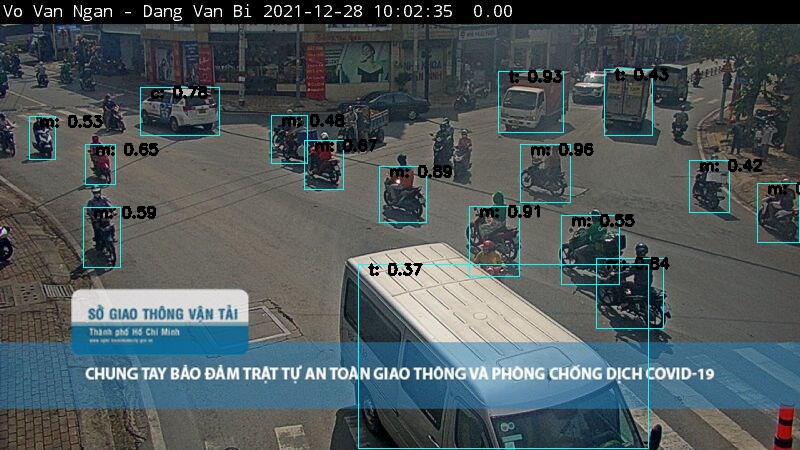 Vo Van Ngan - Dang Van Bi 2021-12-28 10:02:35 0.00
c: 0.78
t: 0.93
t: 0.43
m: 0.53
m: 0.48
m: 0.65
m: 0.67
m: 0.96
m: 0.89
m: 0.42
m: 0.59
m: 0.91
m: 0.55
t: 0.37
SỞ GIAO THÔNG VẬN TẢI
Thành phố Hồ Chí Minh
CHUNG TAY BẢO ĐẢM TRẬT TỰ AN TOÀN GIAO THÔNG VÀ PHÒNG CHỐNG DỊCH COVID-19